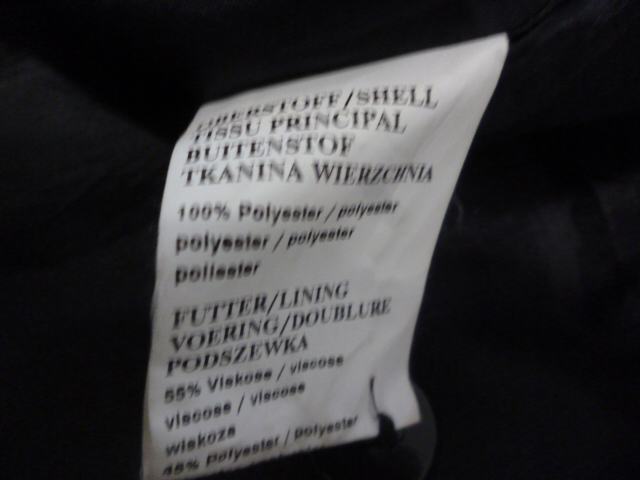 OBERSTOFF/SHELL
TISSU PRINCIPAL
BUITENSTOF
TKANINA WIERZCHNIA
100% Polyester / polyester
polyester / polyester
poliester
FUTTER/LINING
VOERING/DOUBLURE
PODSZEWKA
55% Viskose / viscose
viscose / viscose
wiskoza
45% Polyester / Polyester